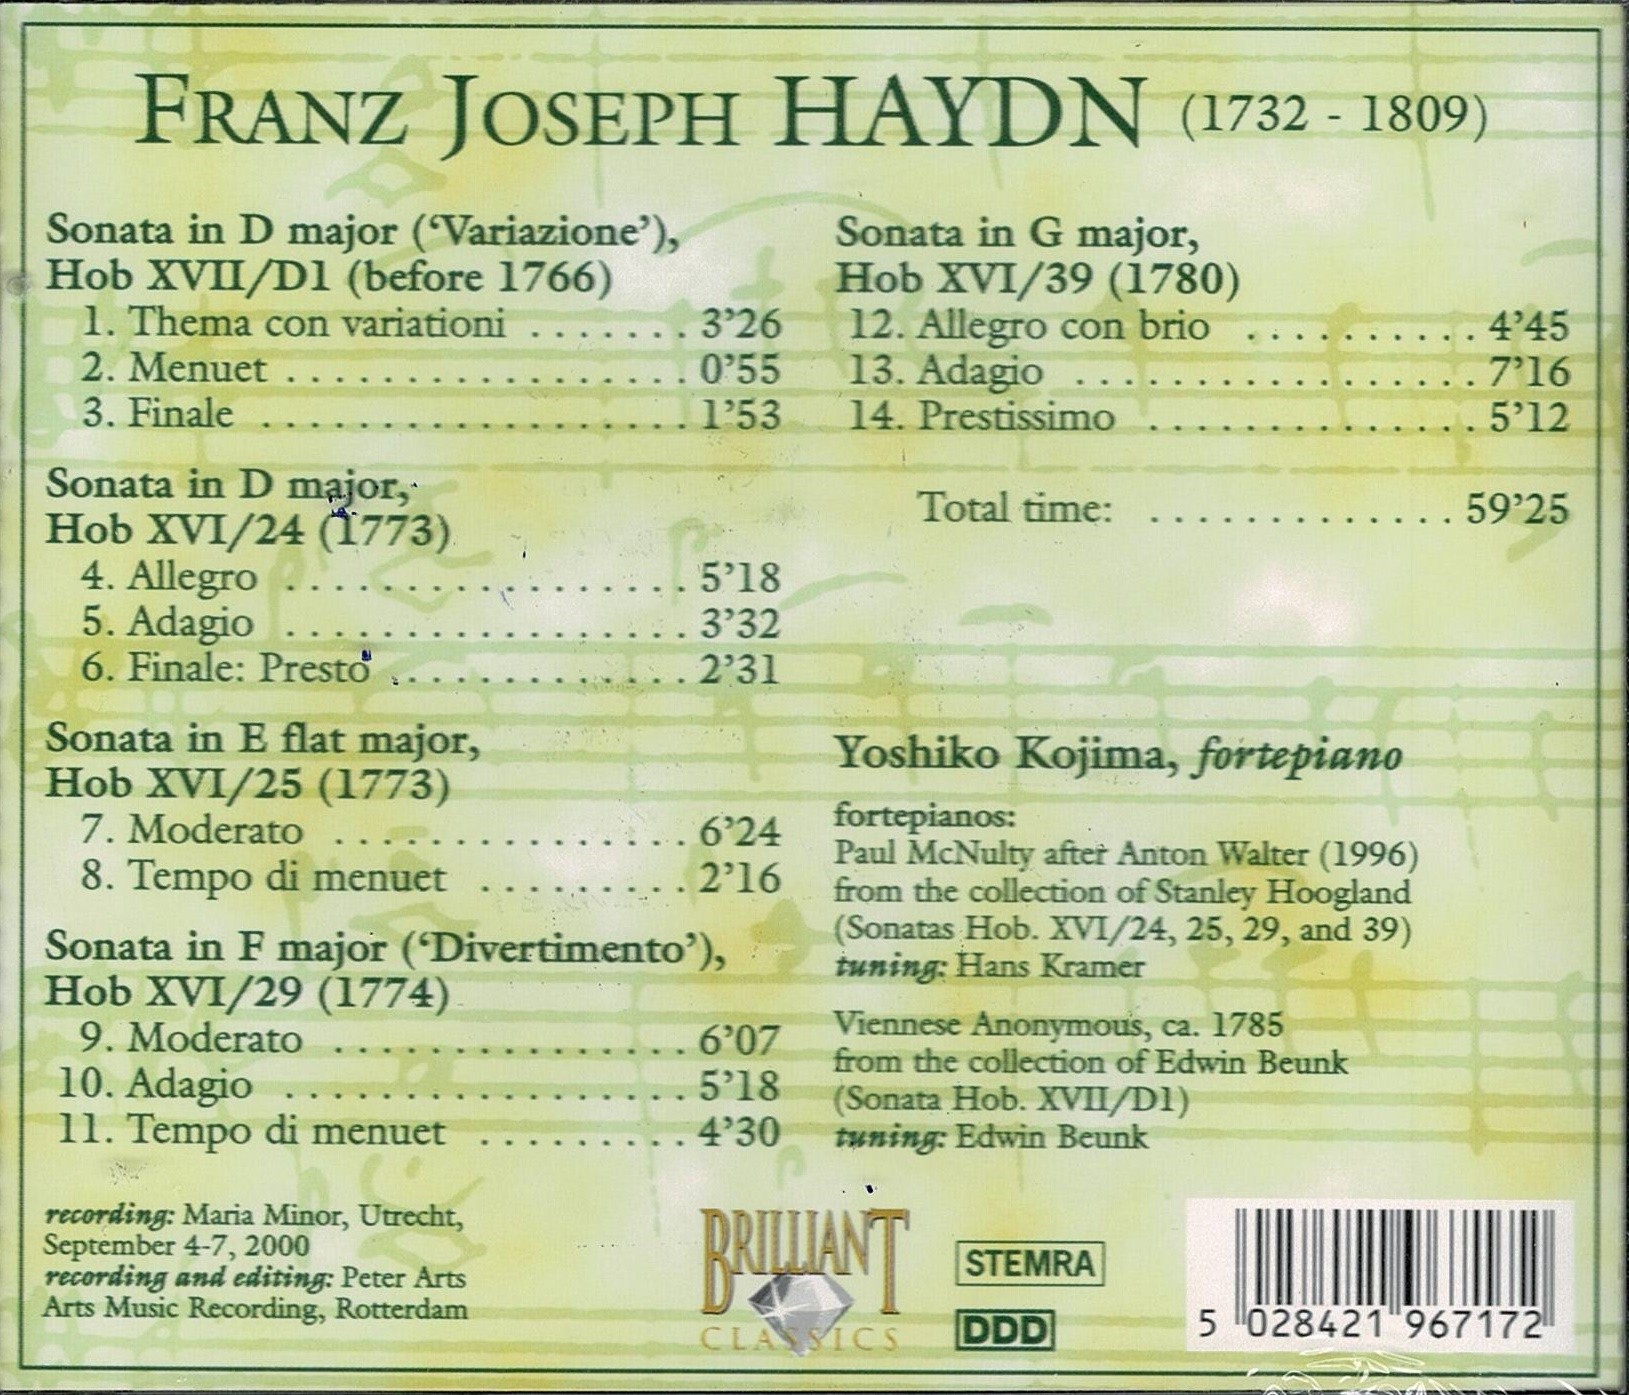 FRANZ JOSEPH HAYDN (1732 - 1809)
Sonata in D major (‘Variazione’),
Hob XVII/D1 (before 1766)
1. Thema con variationi ....... 3’26
2. Menuet ................. 0’55
3. Finale .................. 1’53
Sonata in D major,
Hob XVI/24 (1773)
4. Allegro ................. 5’18
5. Adagio ................. 3’32
6. Finale: Presto ............. 2’31
Sonata in E flat major,
Hob XVI/25 (1773)
7. Moderato ............... 6’24
8. Tempo di menuet ......... 2’16
Sonata in F major (‘Divertimento’),
Hob XVI/29 (1774)
9. Moderato ............... 6’07
10. Adagio ................. 5’18
11. Tempo di menuet ......... 4’30
Sonata in G major,
Hob XVI/39 (1780)
12. Allegro con brio .......... 4’45
13. Adagio ................. 7’16
14. Prestissimo .............. 5’12
Total time: ............. 59’25
Yoshiko Kojima, fortepiano
fortepianos:
Paul McNulty after Anton Walter (1996)
from the collection of Stanley Hoogland
(Sonatas Hob. XVI/24, 25, 29, and 39)
tuning: Hans Kramer
Viennese Anonymous, ca. 1785
from the collection of Edwin Beunk
(Sonata Hob. XVII/D1)
tuning: Edwin Beunk
recording: Maria Minor, Utrecht,
September 4-7, 2000
recording and editing: Peter Arts
Arts Music Recording, Rotterdam
BRILLIANT
CLASSICS
STEMRA
DDD
5 028421 967172